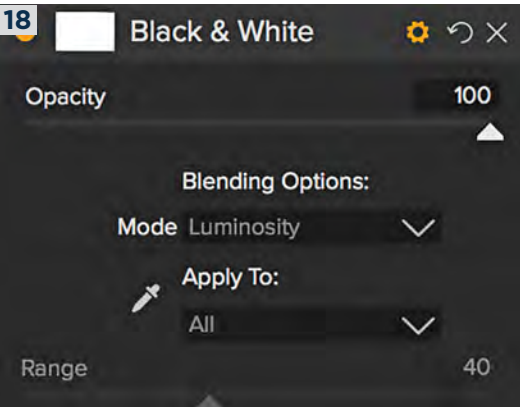 18
Black & White
Opacity 100
Blending Options:
Mode Luminosity
Apply To:
All
Range 40